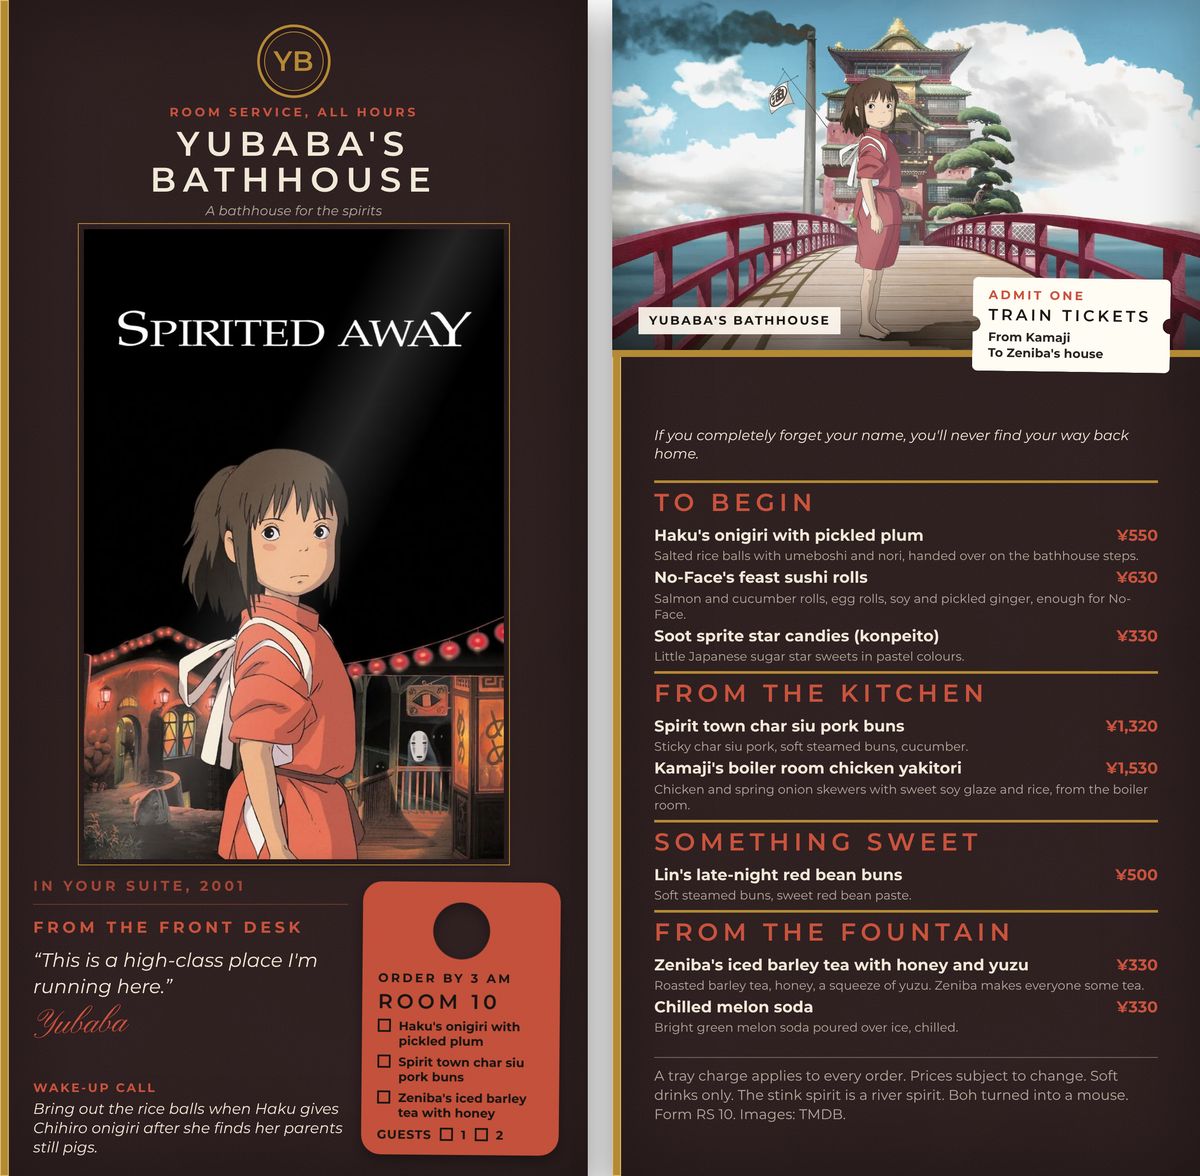 YB
ROOM SERVICE, ALL HOURS
YUBABA'S
BATHHOUSE
A bathhouse for the spirits
SPIRITED AWAY
IN YOUR SUITE, 2001
FROM THE FRONT DESK
“This is a high-class place I'm
running here.”
Yubaba
WAKE-UP CALL
Bring out the rice balls when Haku gives
Chihiro onigiri after she finds her parents
still pigs.
ORDER BY 3 AM
ROOM 10
Haku's onigiri with
pickled plum
Spirit town char siu
pork buns
Zeniba's iced barley
tea with honey
GUESTS 1 2
油
YUBABA'S BATHHOUSE
ADMIT ONE
TRAIN TICKETS
From Kamaji
To Zeniba's house
If you completely forget your name, you'll never find your way back
home.
TO BEGIN
Haku's onigiri with pickled plum ¥550
Salted rice balls with umeboshi and nori, handed over on the bathhouse steps.
No-Face's feast sushi rolls ¥630
Salmon and cucumber rolls, egg rolls, soy and pickled ginger, enough for No-
Face.
Soot sprite star candies (konpeito) ¥330
Little Japanese sugar star sweets in pastel colours.
FROM THE KITCHEN
Spirit town char siu pork buns ¥1,320
Sticky char siu pork, soft steamed buns, cucumber.
Kamaji's boiler room chicken yakitori ¥1,530
Chicken and spring onion skewers with sweet soy glaze and rice, from the boiler
room.
SOMETHING SWEET
Lin's late-night red bean buns ¥500
Soft steamed buns, sweet red bean paste.
FROM THE FOUNTAIN
Zeniba's iced barley tea with honey and yuzu ¥330
Roasted barley tea, honey, a squeeze of yuzu. Zeniba makes everyone some tea.
Chilled melon soda ¥330
Bright green melon soda poured over ice, chilled.
A tray charge applies to every order. Prices subject to change. Soft
drinks only. The stink spirit is a river spirit. Boh turned into a mouse.
Form RS 10. Images: TMDB.